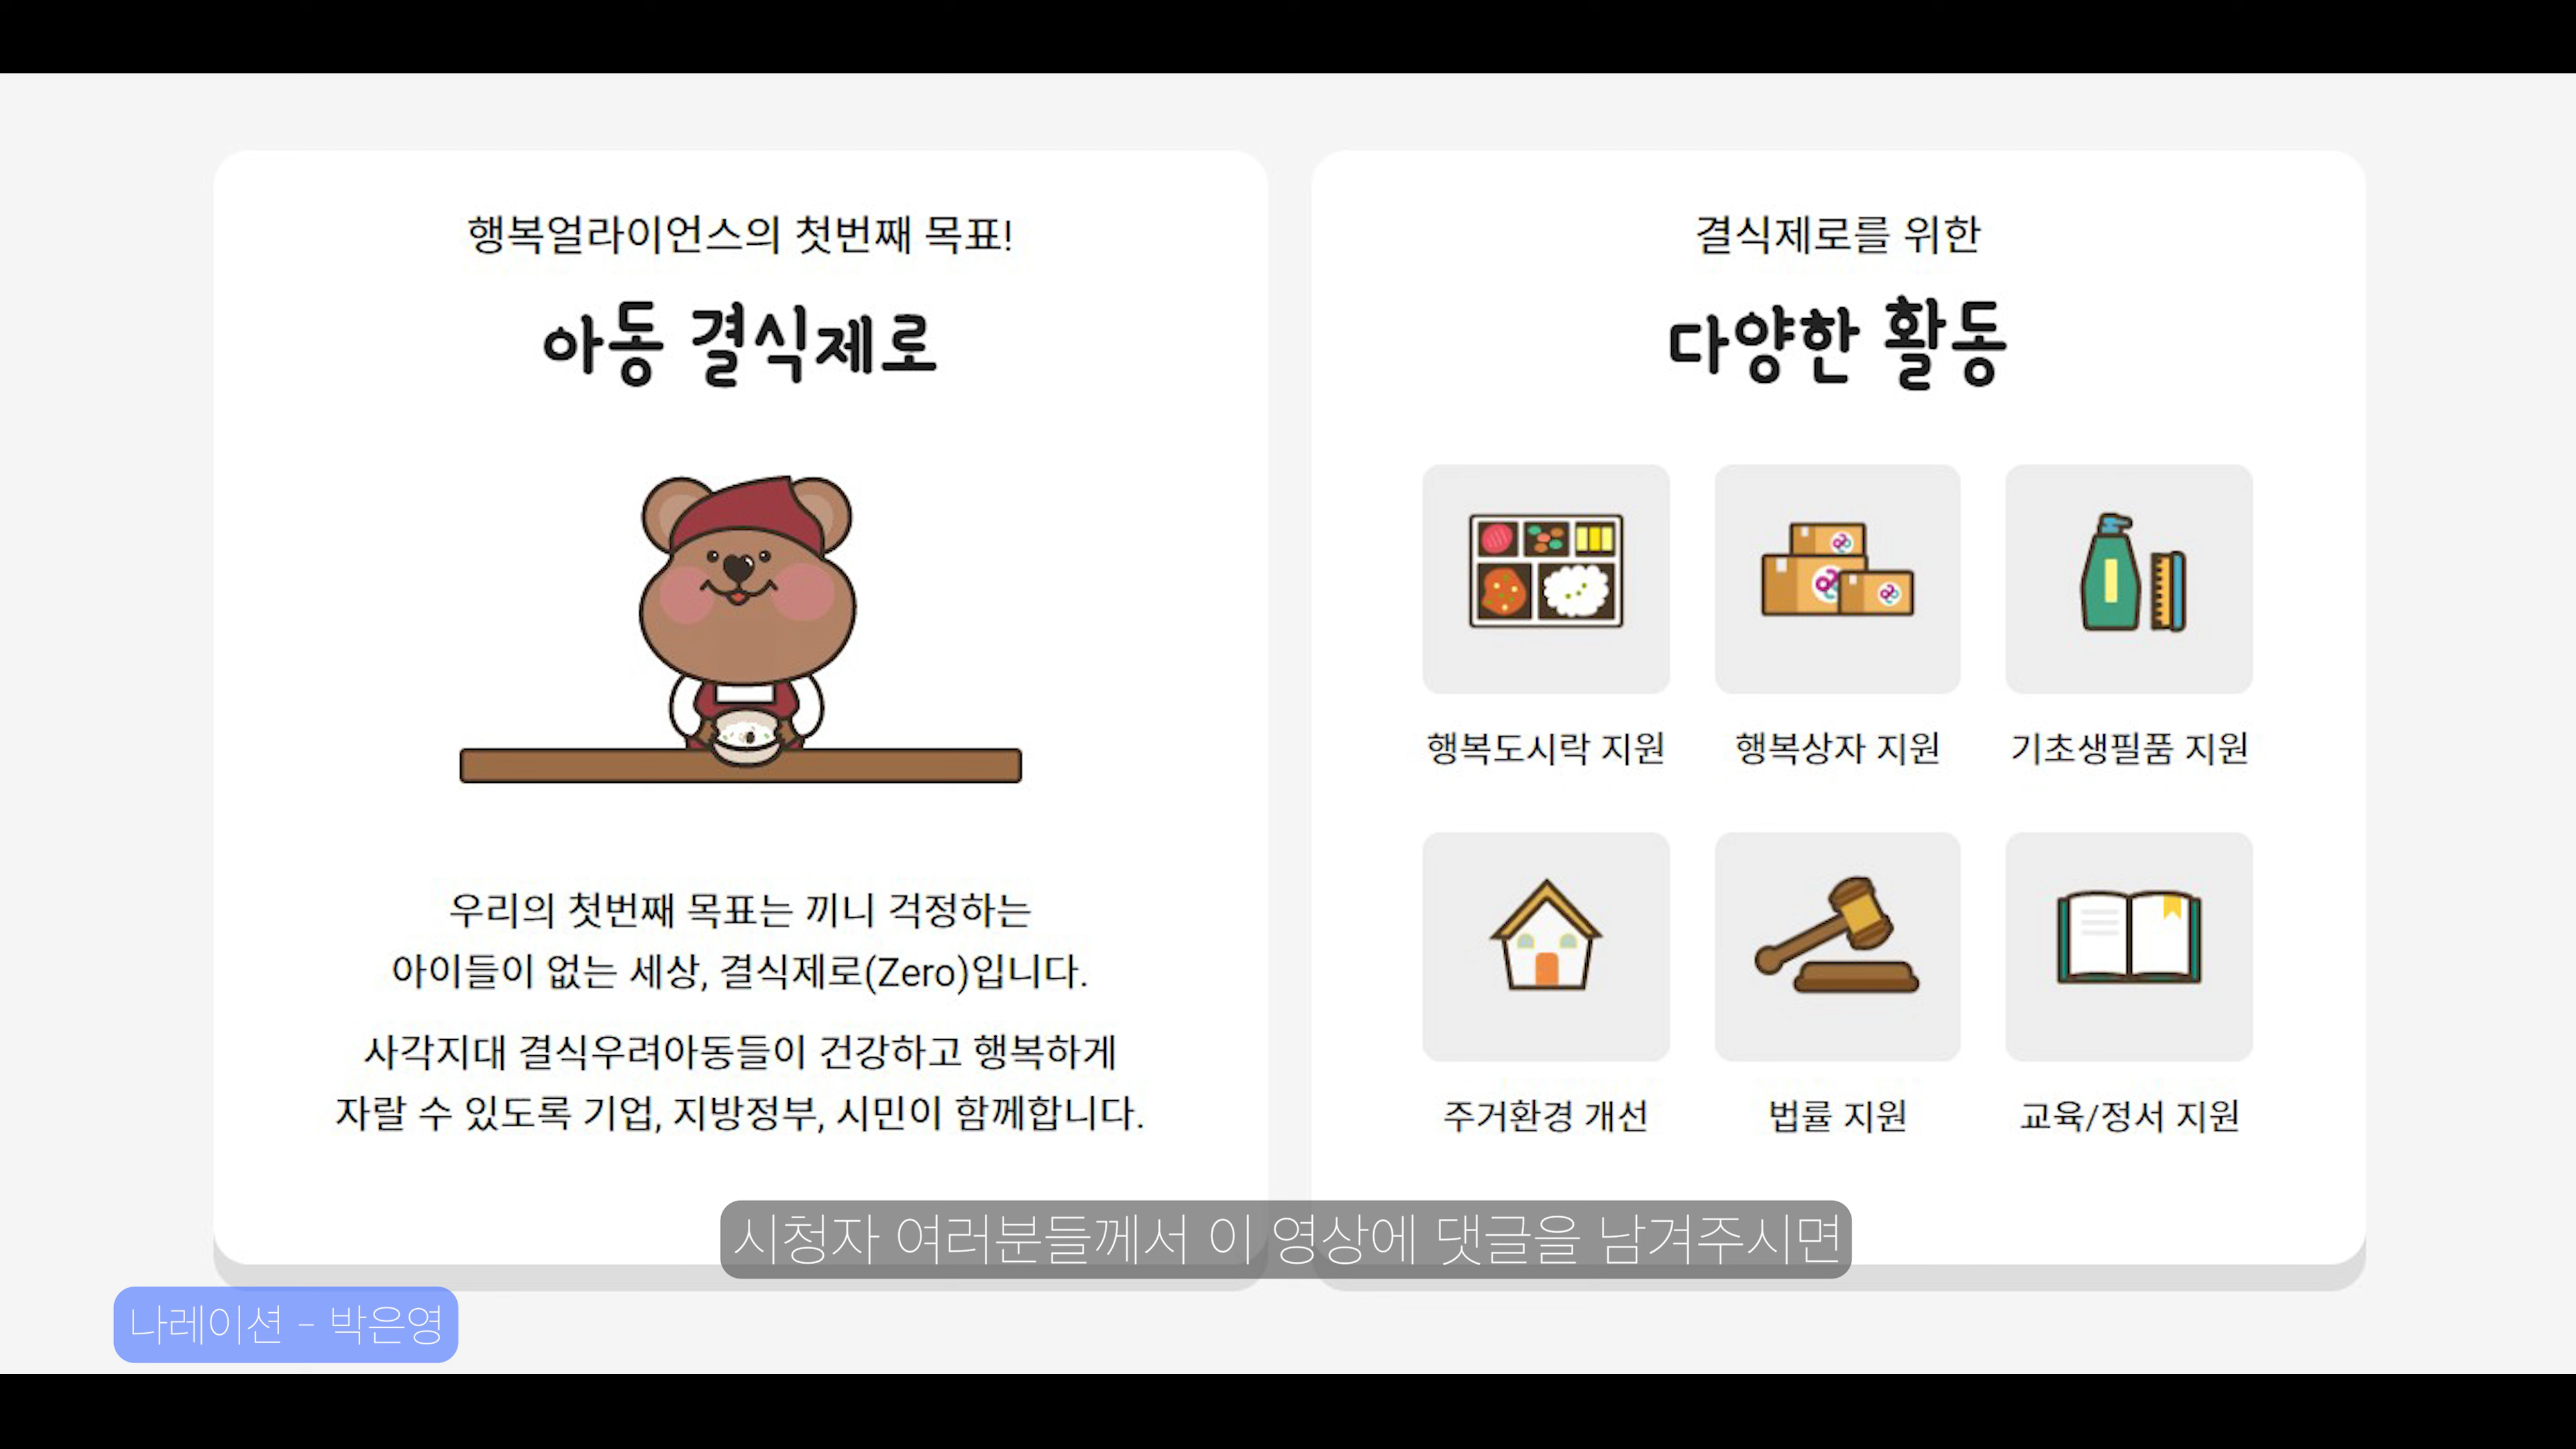 행복얼라이언스의 첫번째 목표!
아동 결식제로
우리의 첫번째 목표는 끼니 걱정하는
아이들이 없는 세상, 결식제로(Zero)입니다.
사각지대 결식우려아동들이 건강하고 행복하게
자랄 수 있도록 기업, 지방정부, 시민이 함께합니다.
결식제로를 위한
다양한 활동
행복도시락 지원
행복상자 지원
기초생필품 지원
주거환경 개선
법률 지원
교육/정서 지원
시청자 여러분들께서 이 영상에 댓글을 남겨주시면
나레이션 - 박은영